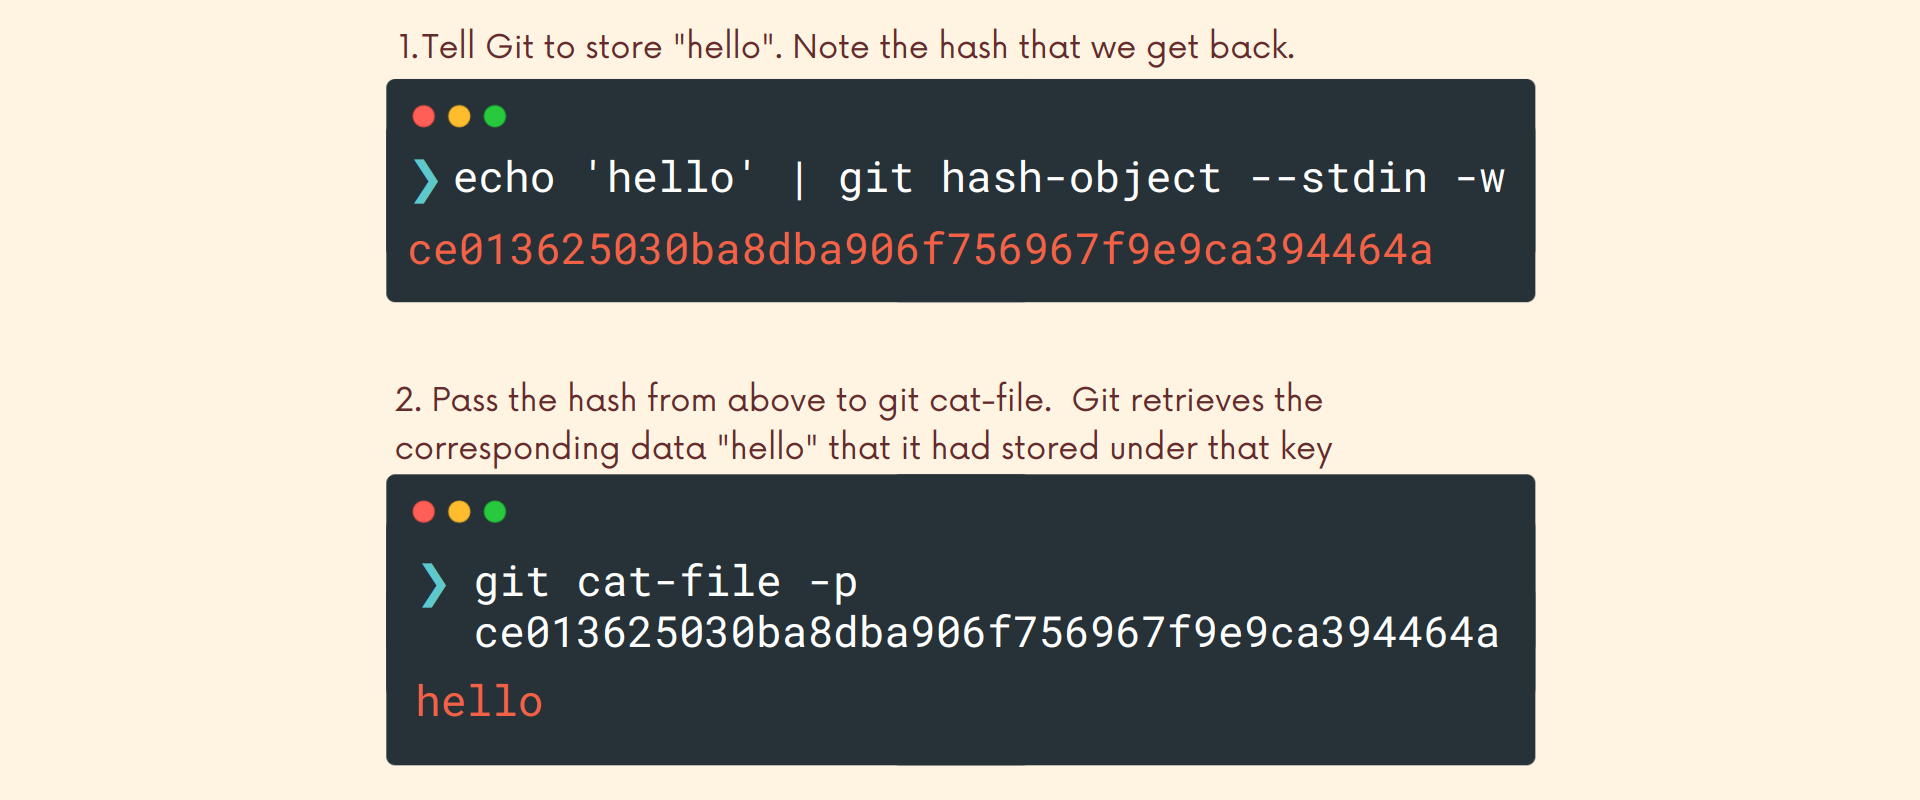 1.Tell Git to store "hello". Note the hash that we get back.
❯ echo 'hello' | git hash-object --stdin -w
ce013625030ba8dba906f756967f9e9ca394464a
2. Pass the hash from above to git cat-file.  Git retrieves the
corresponding data "hello" that it had stored under that key
❯ git cat-file -p
ce013625030ba8dba906f756967f9e9ca394464a
hello